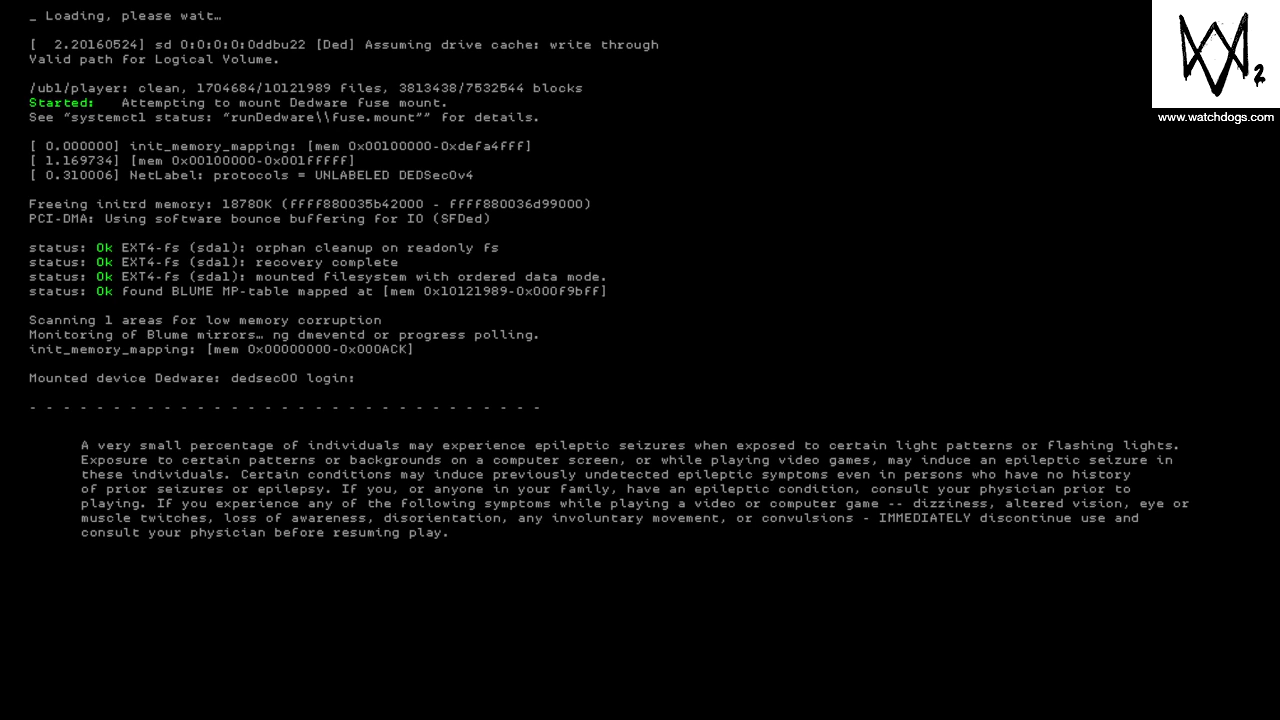 _ Loading, please wait…
[  2.20160524] sd 0:0:0:0:0ddbu22 [Ded] Assuming drive cache: write through
Valid path for Logical Volume.
/ubl/player: clean, 1704684/10121989 files, 3813438/7532544 blocks
Started:   Attempting to mount Dedware fuse mount.
See “systemctl status: “runDedware\\fuse.mount”” for details.
[ 0.000000] init_memory_mapping: [mem 0x00100000-0xdefa4fff]
[ 1.169734] [mem 0x00100000-0x001fffff]
[ 0.310006] NetLabel: protocols = UNLABELED DEDSec0v4
Freeing initrd memory: 18780K (ffff880035b42000 - ffff880036d99000)
PCI-DMA: Using software bounce buffering for IO (SFDed)
status: Ok EXT4-fs (sda1): orphan cleanup on readonly fs
status: Ok EXT4-fs (sda1): recovery complete
status: Ok EXT4-fs (sda1): mounted filesystem with ordered data mode.
status: Ok found BLUME MP-table mapped at [mem 0x10121989-0x000f9bff]
Scanning 1 areas for low memory corruption
Monitoring of Blume mirrors… ng dmeventd or progress polling.
init_memory_mapping: [mem 0x00000000-0x000ACK]
Mounted device Dedware: dedsec00 login:
- - - - - - - - - - - - - - - - - - - - - - - - - - - - - - -
A very small percentage of individuals may experience epileptic seizures when exposed to certain light patterns or flashing lights.
Exposure to certain patterns or backgrounds on a computer screen, or while playing video games, may induce an epileptic seizure in
these individuals. Certain conditions may induce previously undetected epileptic symptoms even in persons who have no history
of prior seizures or epilepsy. If you, or anyone in your family, have an epileptic condition, consult your physician prior to
playing. If you experience any of the following symptoms while playing a video or computer game -- dizziness, altered vision, eye or
muscle twitches, loss of awareness, disorientation, any involuntary movement, or convulsions - IMMEDIATELY discontinue use and
consult your physician before resuming play.
2
www.watchdogs.com